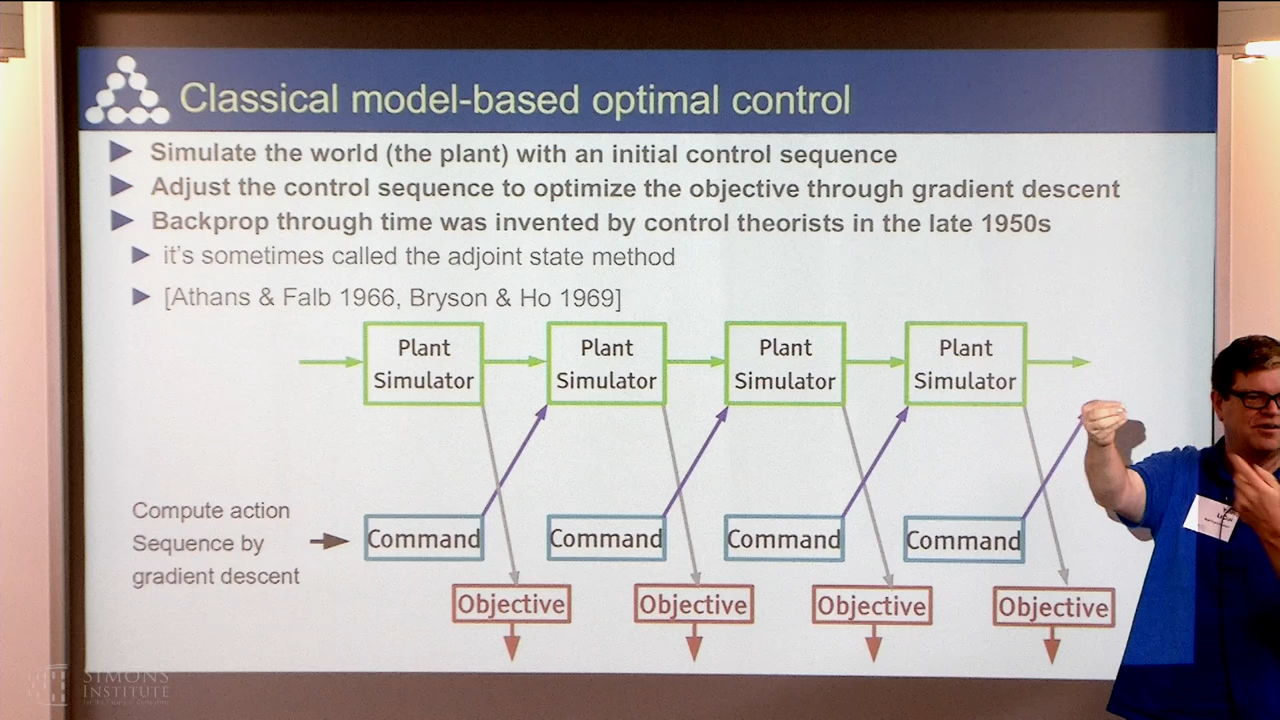 Classical model-based optimal control
Simulate the world (the plant) with an initial control sequence
Adjust the control sequence to optimize the objective through gradient descent
Backprop through time was invented by control theorists in the late 1950s
it's sometimes called the adjoint state method
[Athans & Falb 1966, Bryson & Ho 1969]
Plant
Simulator
Plant
Simulator
Plant
Simulator
Plant
Simulator
Compute action
Sequence by
gradient descent
Command
Command
Command
Command
Objective
Objective
Objective
Objective
SIMONS
INSTITUTE